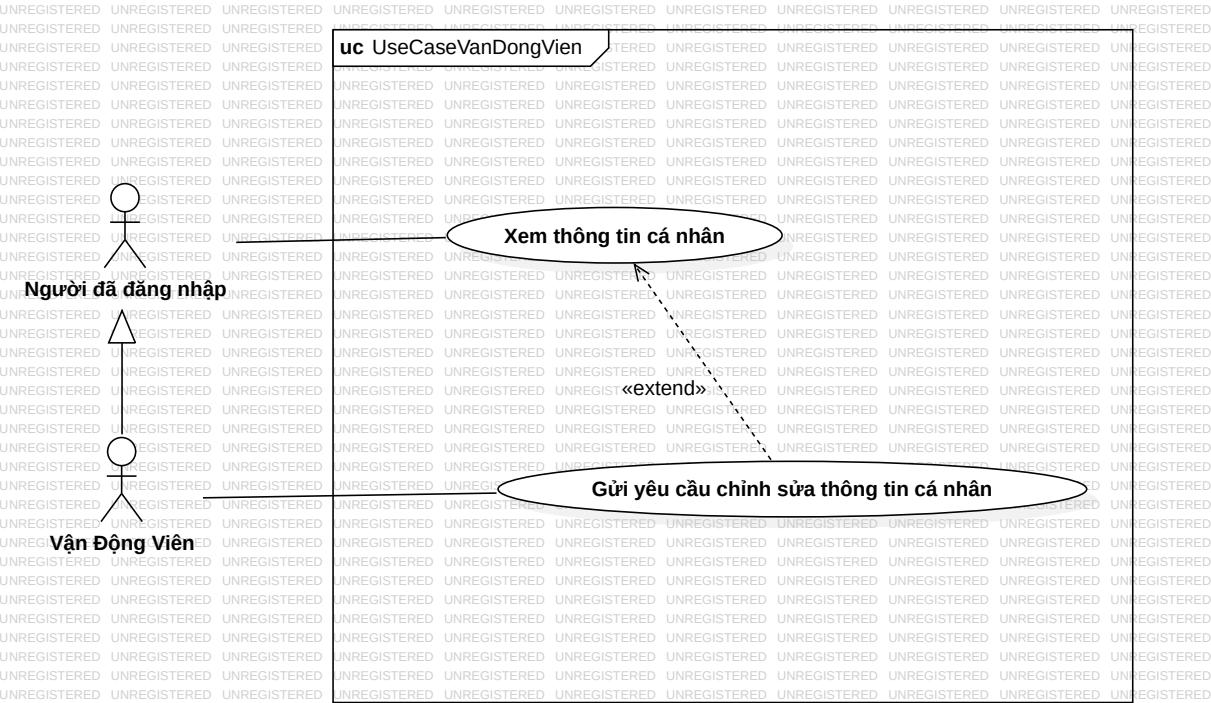 uc UseCaseVanDongVien
Xem thông tin cá nhân
Người đã đăng nhập
«extend»
Gửi yêu cầu chỉnh sửa thông tin cá nhân
Vận Động Viên
UNREGISTERED